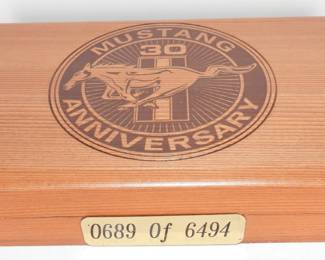 MUSTANG
30
ANNIVERSARY
0689 Of 6494